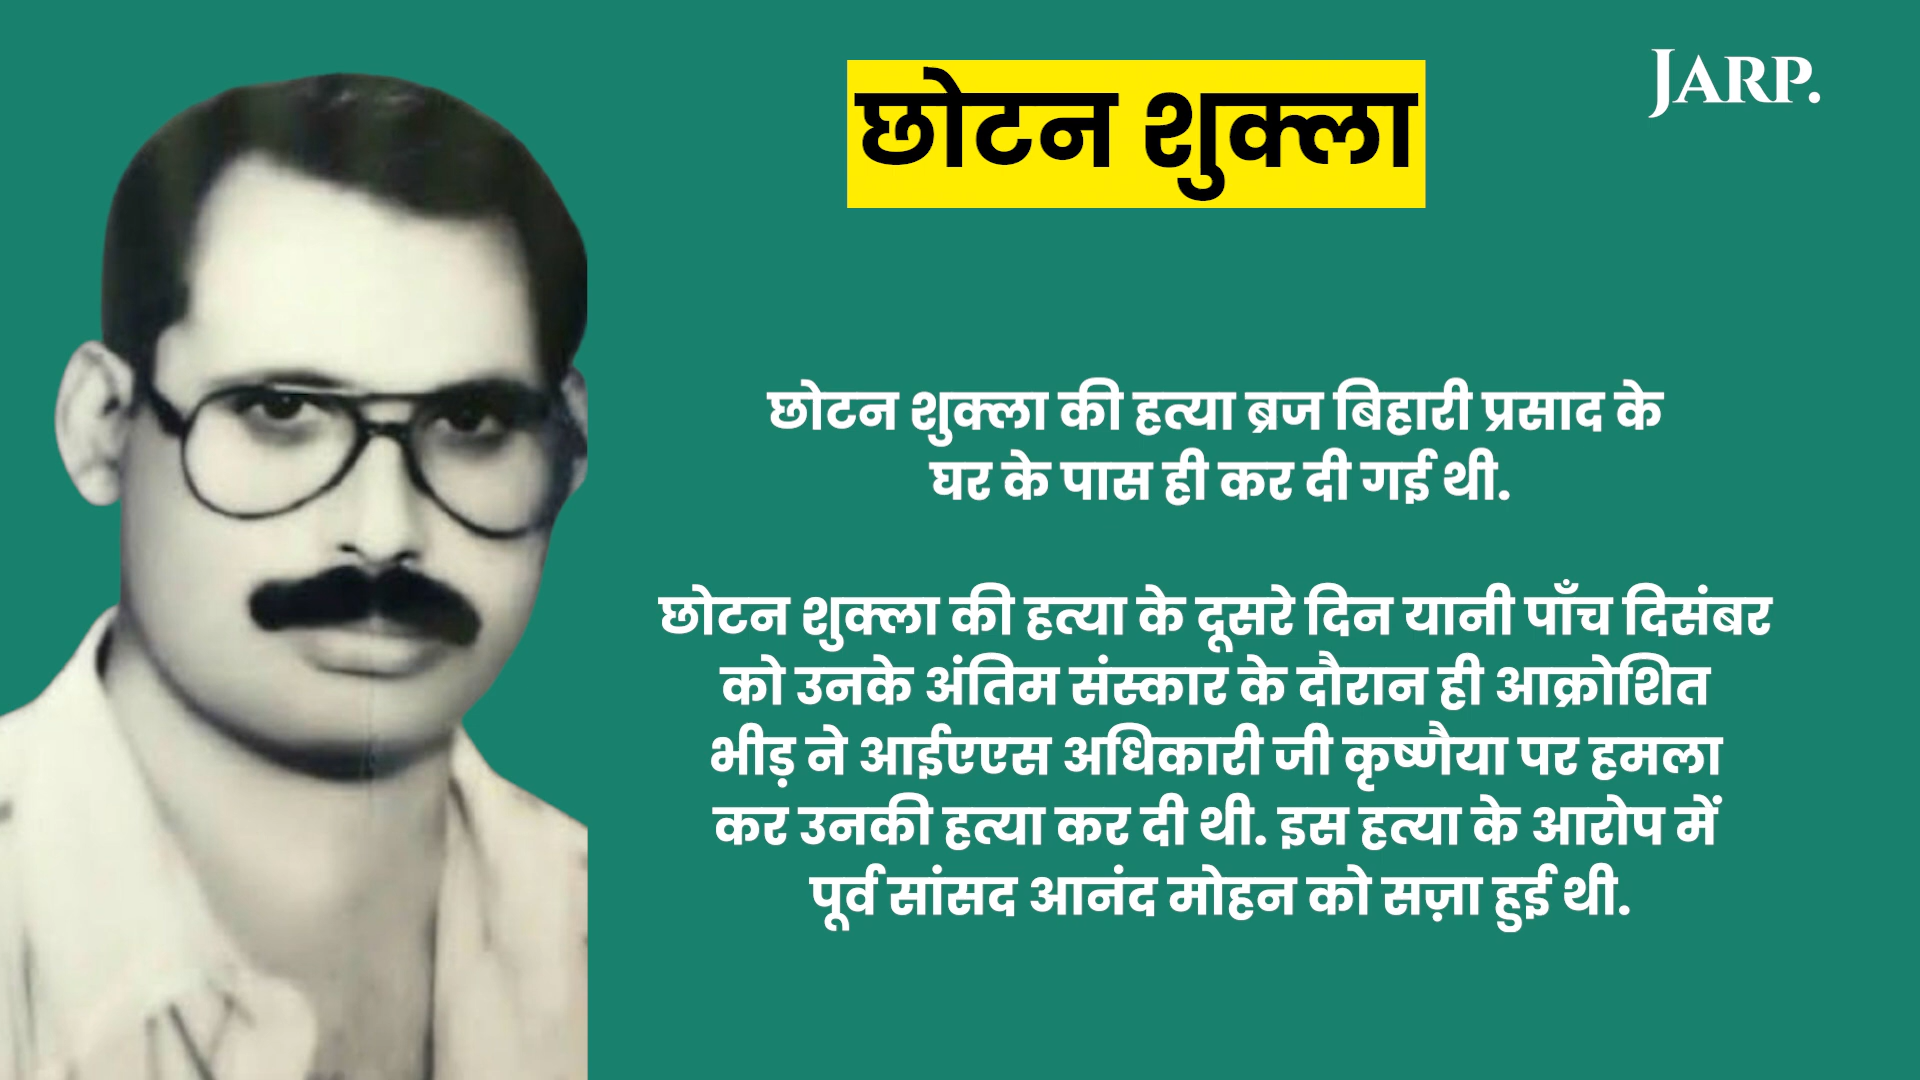 छोटन शुक्ला
JARP.
छोटन शुक्ला की हत्या ब्रज बिहारी प्रसाद के
घर के पास ही कर दी गई थी.
छोटन शुक्ला की हत्या के दूसरे दिन यानी पाँच दिसंबर
को उनके अंतिम संस्कार के दौरान ही आक्रोशित
भीड़ ने आईएएस अधिकारी जी कृष्णैया पर हमला
कर उनकी हत्या कर दी थी. इस हत्या के आरोप में
पूर्व सांसद आनंद मोहन को सज़ा हुई थी.